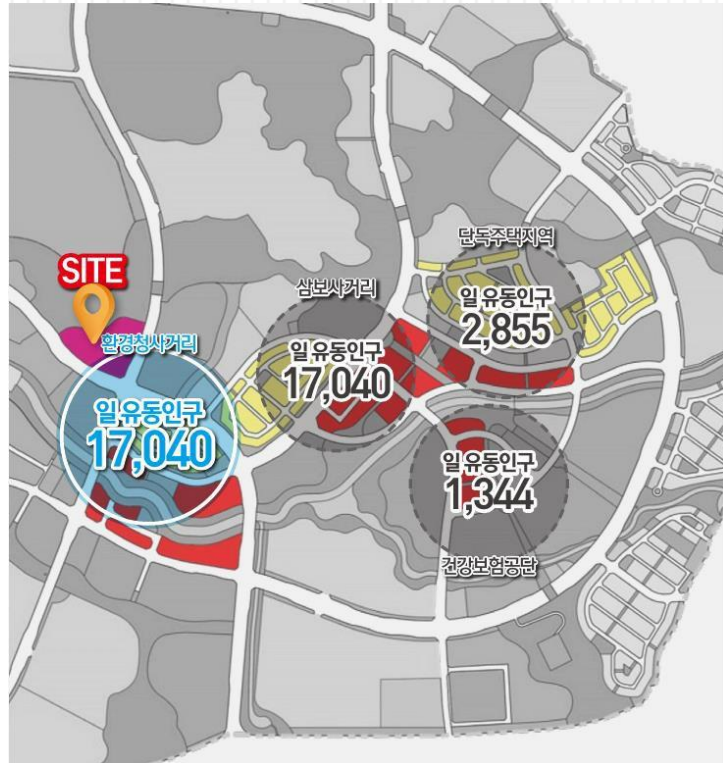 단독주택지역
일 유동인구
2,855
SITE
삼보사거리
일 유동인구
17,040
환경청사거리
일 유동인구
17,040
일 유동인구
1,344
건강보험공단